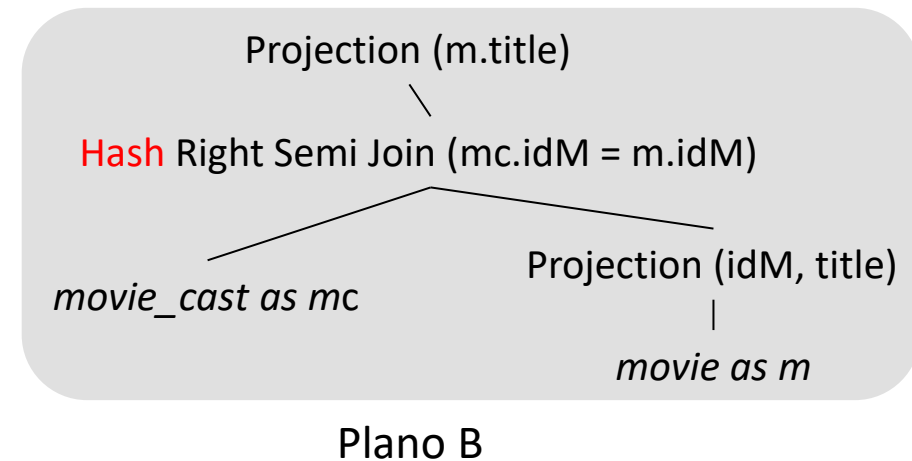 Projection (m.title)
Hash Right Semi Join (mc.idM = m.idM)
Projection (idM, title)
movie_cast as mc
movie as m
Plano B